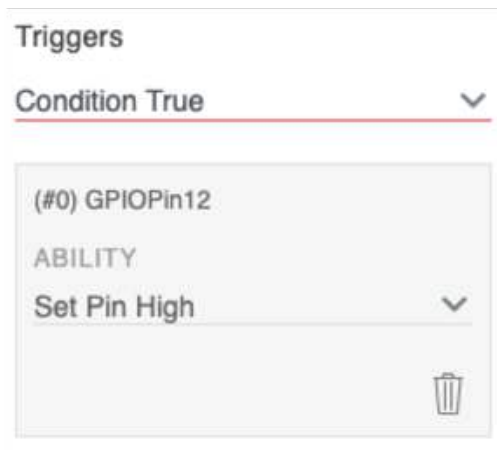 Triggers
Condition True
(#0) GPIOPin12
ABILITY
Set Pin High